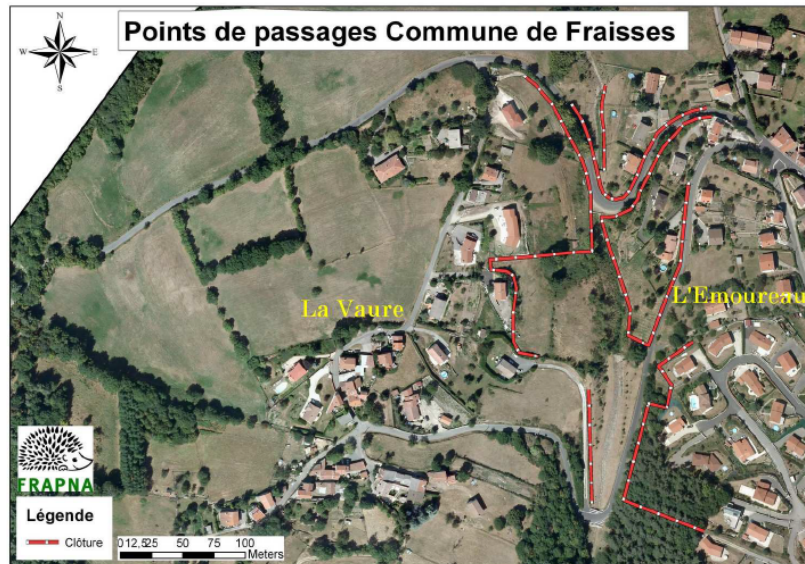 Points de passages Commune de Fraisses
N
W E
S
La Vaure
L'Emoureau
FRAPNA
Légende
Clôture
0 12,525 50 75 100
Meters